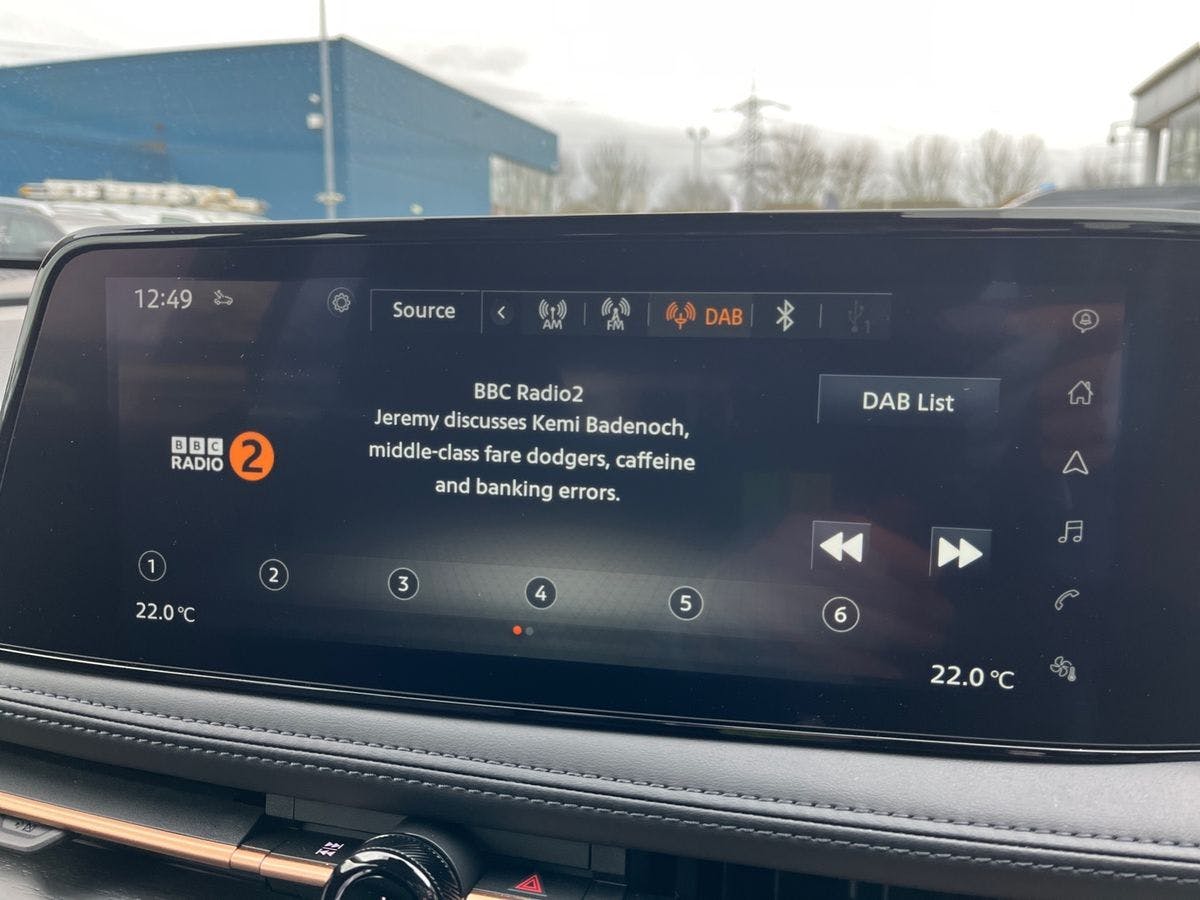 12:49
Source
AM
FM
DAB
1
BBC Radio2
Jeremy discusses Kemi Badenoch,
middle-class fare dodgers, caffeine
and banking errors.
DAB List
BBC
RADIO 2
1
2
3
4
5
6
22.0°C
22.0°C